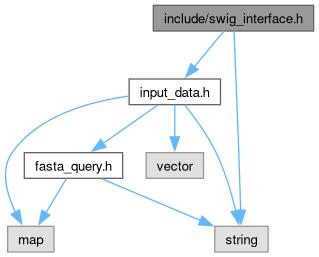 include/swig_interface.h
input_data.h
fasta_query.h
vector
map
string